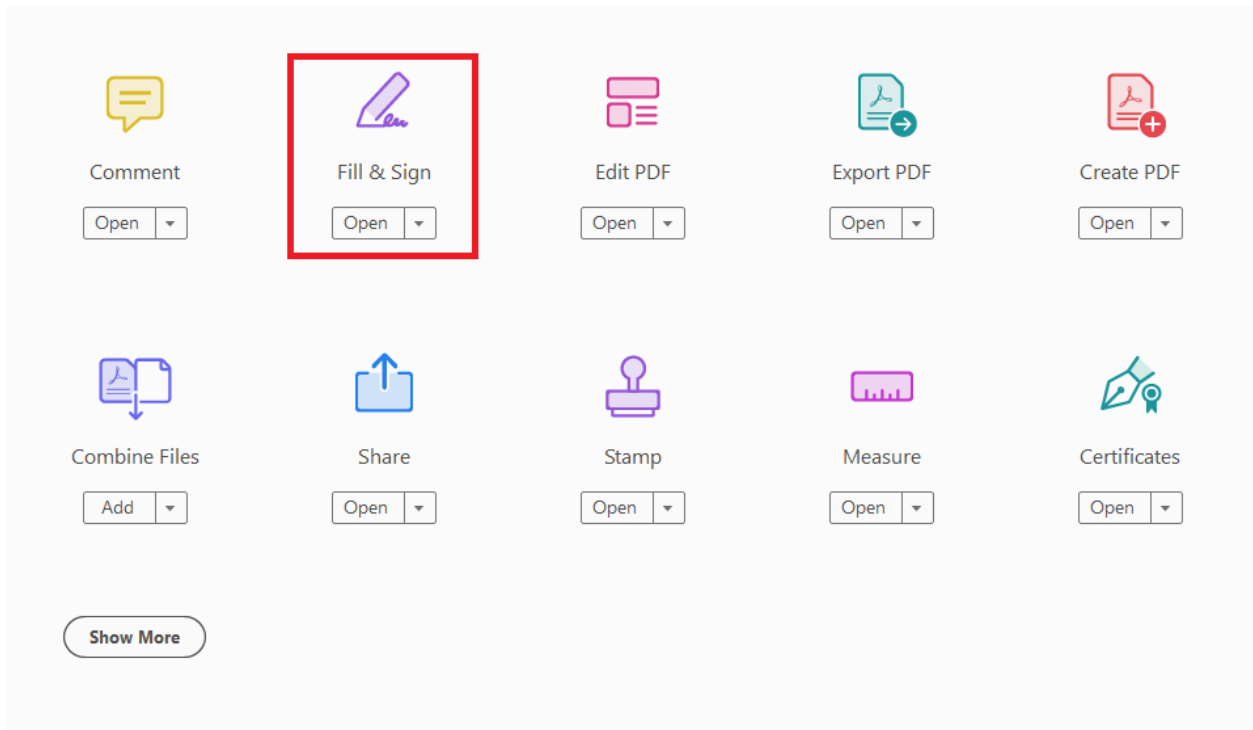 Comment
Fill & Sign
Edit PDF
Export PDF
Create PDF
Open
Open
Open
Open
Open
Combine Files
Share
Stamp
Measure
Certificates
Add
Open
Open
Open
Open
Show More